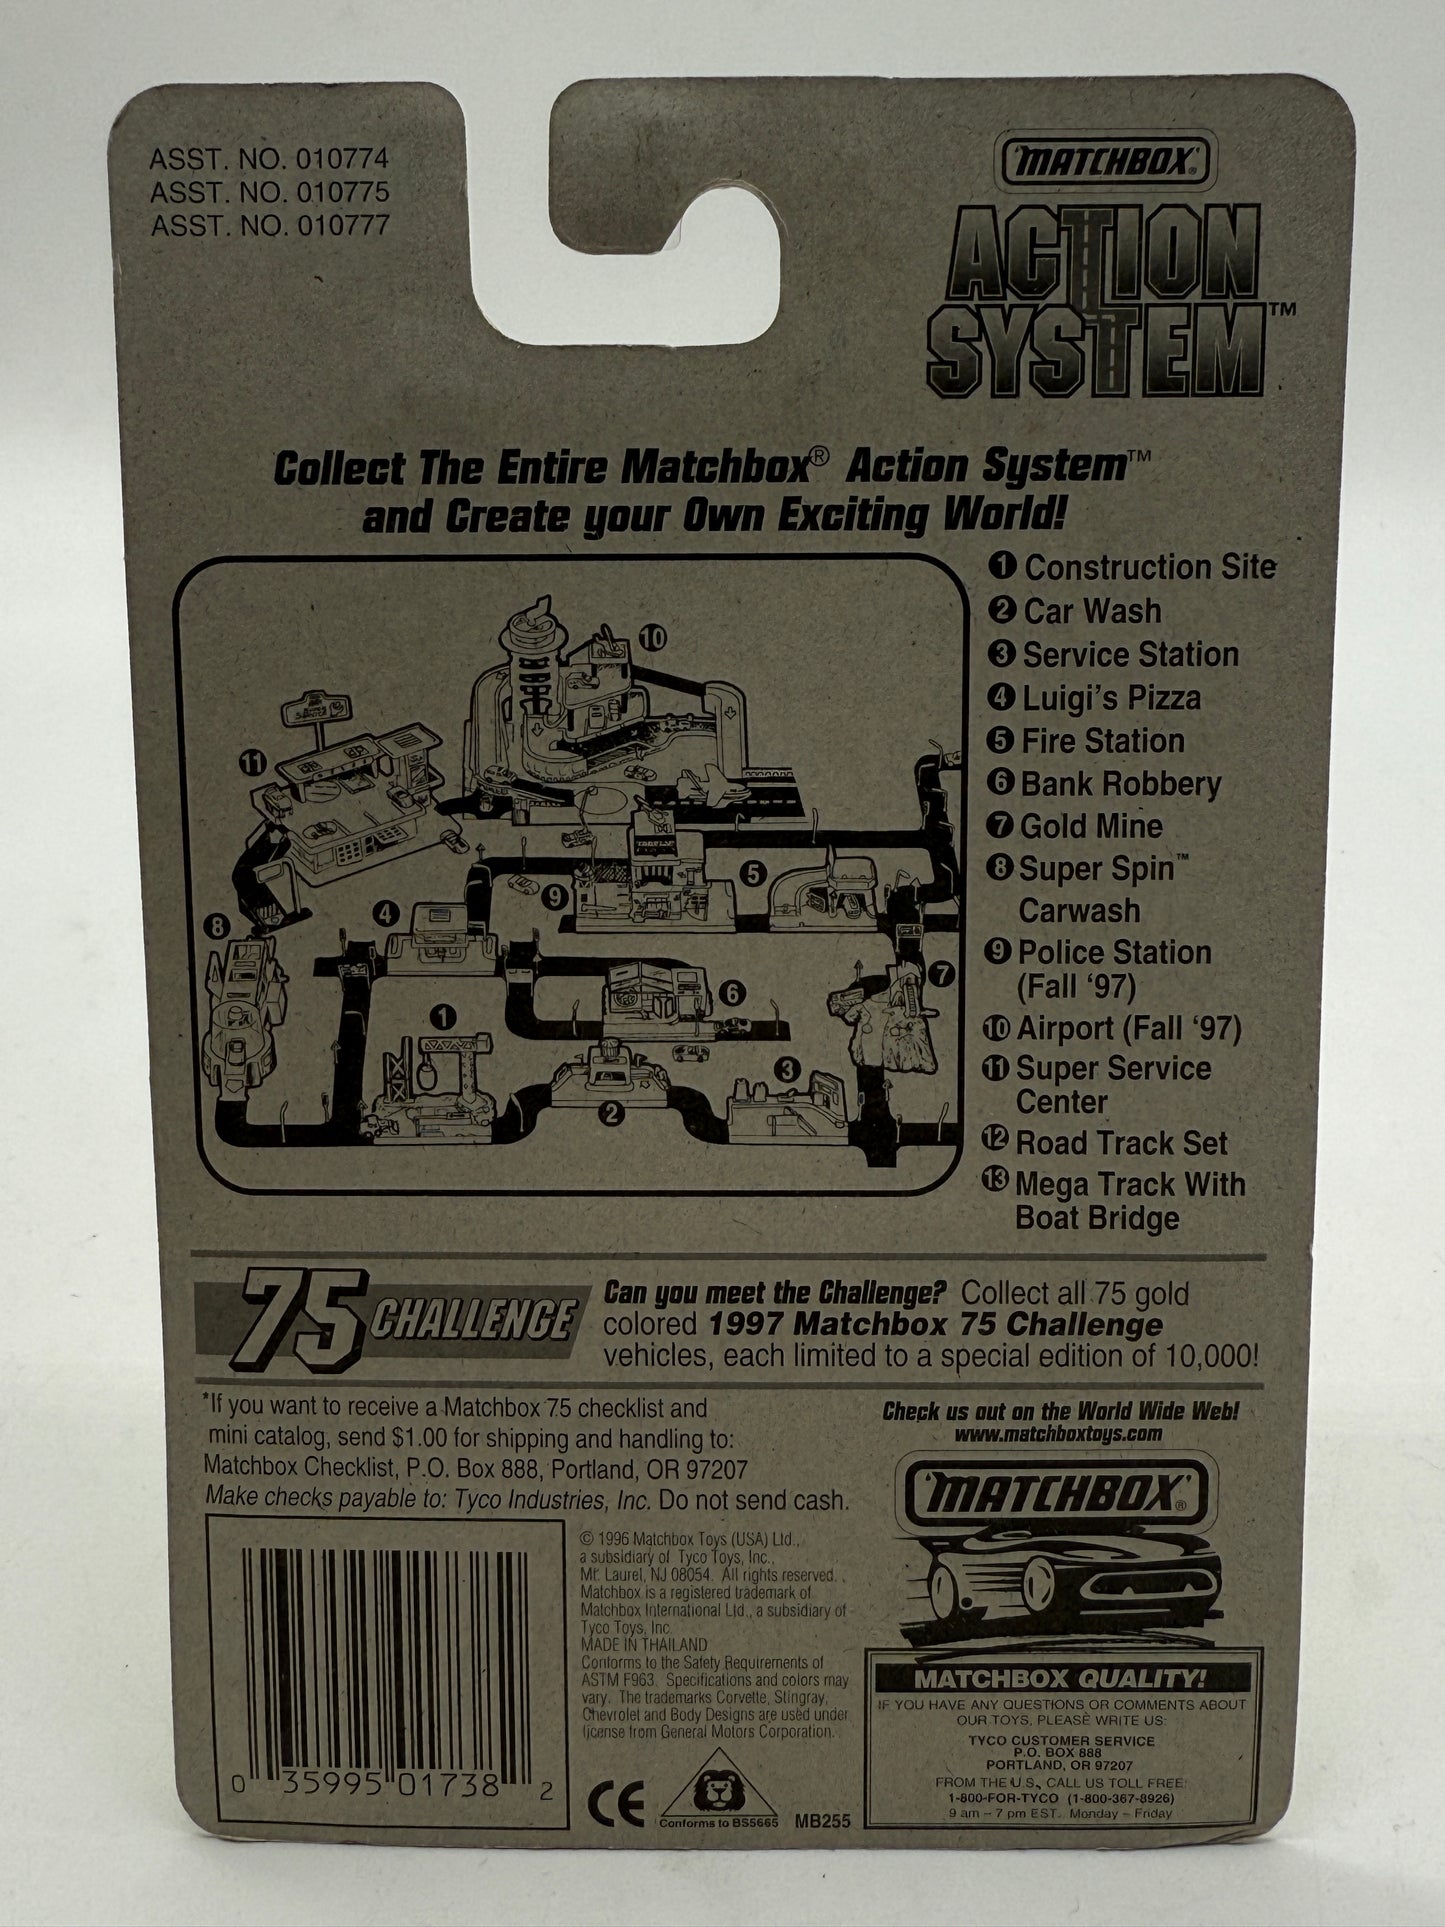 ASST. NO. 010774
ASST. NO. 010775
ASST. NO. 010777
'MATCHBOX'®
ACTION
SYSTEM™
Collect The Entire Matchbox® Action System™
and Create your Own Exciting World!
1 Construction Site
2 Car Wash
3 Service Station
4 Luigi's Pizza
5 Fire Station
6 Bank Robbery
7 Gold Mine
8 Super Spin™
Carwash
9 Police Station
(Fall '97)
10 Airport (Fall '97)
11 Super Service
Center
12 Road Track Set
13 Mega Track With
Boat Bridge
10
11
5
9
4
8
7
6
1
3
2
75 CHALLENGE
Can you meet the Challenge? Collect all 75 gold
colored 1997 Matchbox 75 Challenge
vehicles, each limited to a special edition of 10,000!
*If you want to receive a Matchbox 75 checklist and
mini catalog, send $1.00 for shipping and handling to:
Matchbox Checklist, P.O. Box 888, Portland, OR 97207
Make checks payable to: Tyco Industries, Inc. Do not send cash.
Check us out on the World Wide Web!
www.matchboxtoys.com
'MATCHBOX'®
© 1996 Matchbox Toys (USA) Ltd.,
a subsidiary of Tyco Toys, Inc.,
Mt. Laurel, NJ 08054. All rights reserved.
Matchbox is a registered trademark of
Matchbox International Ltd., a subsidiary of
Tyco Toys, Inc.
MADE IN THAILAND
Conforms to the Safety Requirements of
ASTM F963. Specifications and colors may
vary. The trademarks Corvette, Stingray,
Chevrolet and Body Designs are used under
license from General Motors Corporation.
0 35995 01738 2
CE
Conforms to BS5665
MB255
MATCHBOX QUALITY!
IF YOU HAVE ANY QUESTIONS OR COMMENTS ABOUT
OUR TOYS, PLEASE WRITE US:
TYCO CUSTOMER SERVICE
P.O. BOX 888
PORTLAND, OR 97207
FROM THE U.S., CALL US TOLL FREE:
1-800-FOR-TYCO (1-800-367-8926)
9 am – 7 pm EST. Monday – Friday